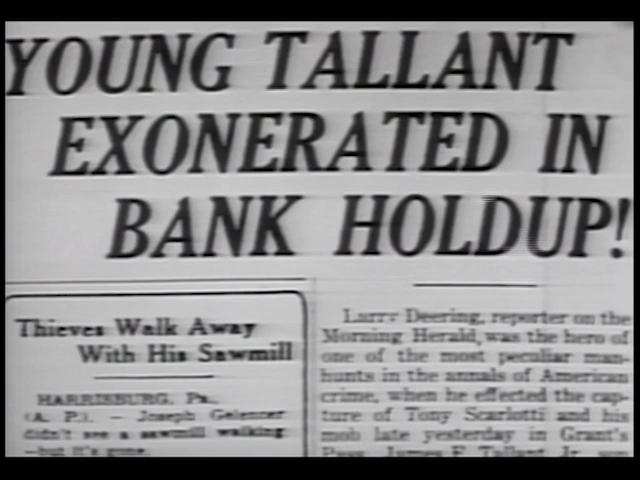 YOUNG TALLANT
EXONERATED IN
BANK HOLDUP!
Thieves Walk Away
With His Sawmill
HARRISBURG, Pa.
(A. P.). — Joseph
didn't see a sawmill walking
—but it's gone.
Larry Deering, reporter on the
Morning Herald, was the hero of
one of the most peculiar man-
hunts in the annals of American
crime, when he effected the cap-
ture of Tony Scarlotti and his
mob late yesterday in Grant's
Pass. James F. Tallant, Jr., son